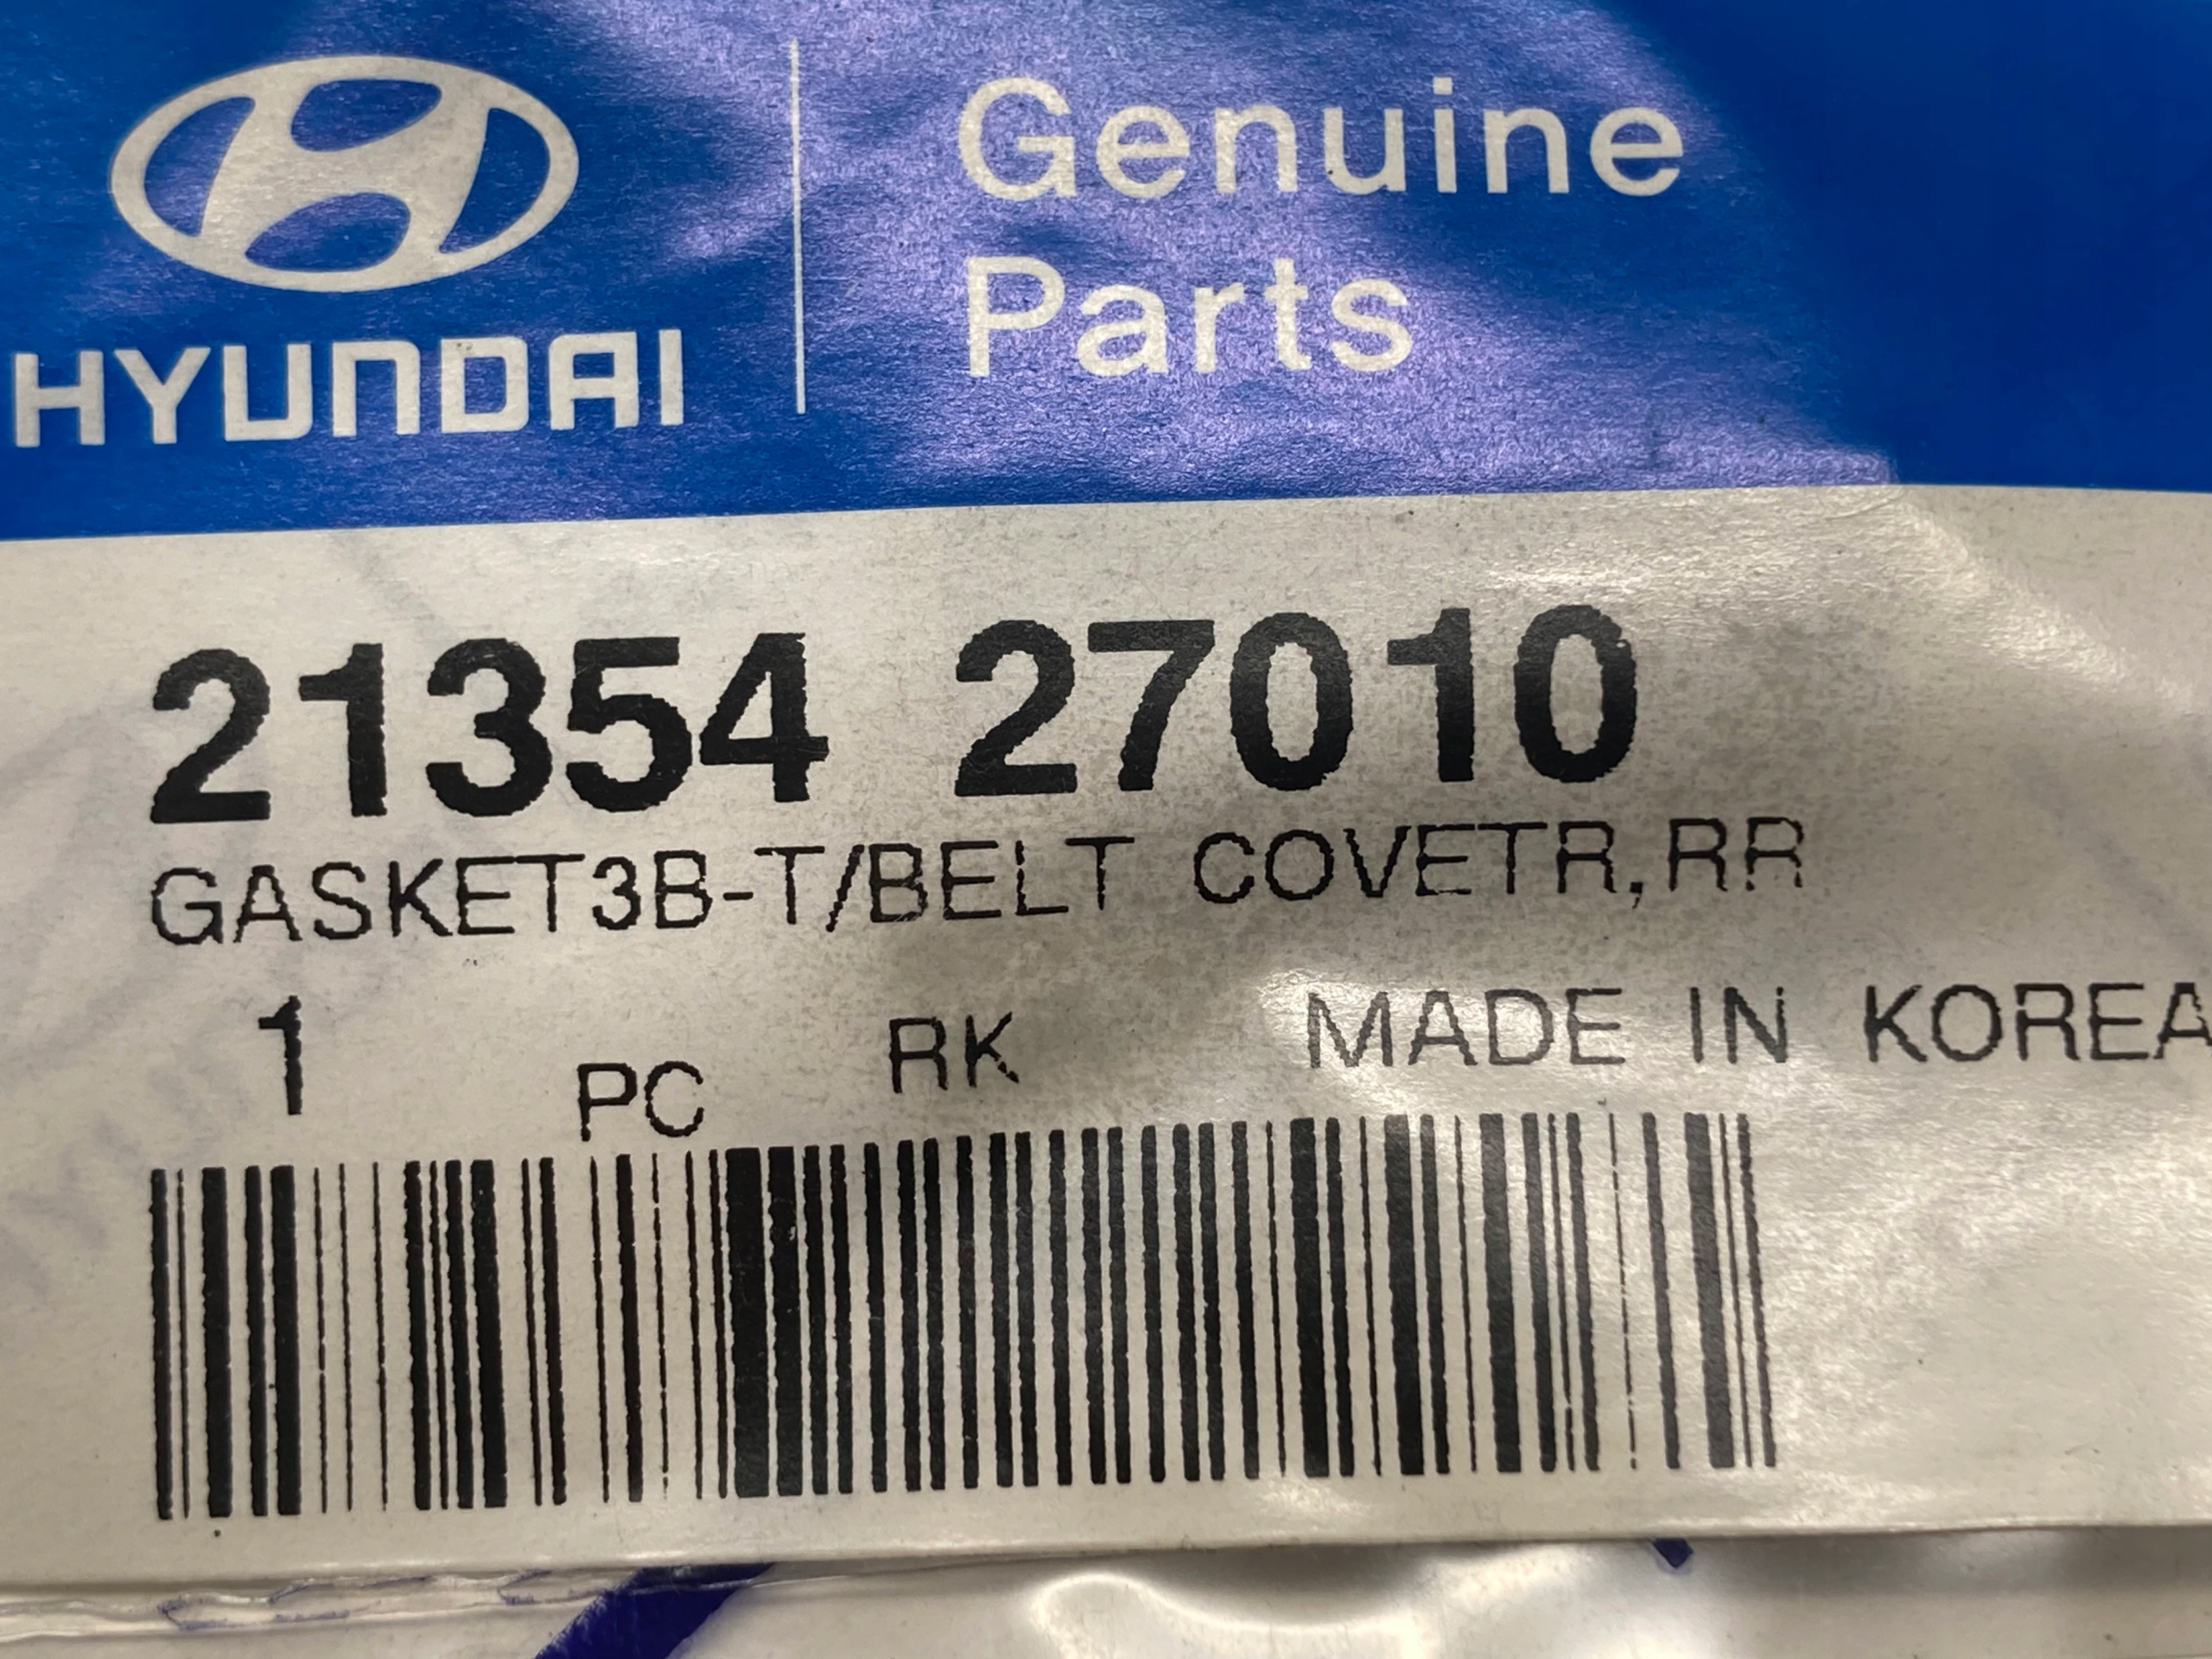 HYUNDAI
Genuine
Parts
21354 27010
GASKET3B-T/BELT COVETR,RR
1 PC RK MADE IN KOREA